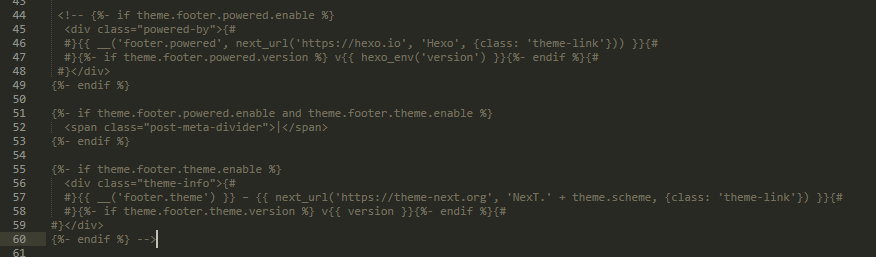 43
44 <!-- {%- if theme.footer.powered.enable %}
45 <div class="powered-by">{#
46 #}{{ __('footer.powered', next_url('https://hexo.io', 'Hexo', {class: 'theme-link'})) }}{#
47 #}{%- if theme.footer.powered.version %} v{{ hexo_env('version') }}{%- endif %}{#
48 #}</div>
49 {%- endif %}
50
51 {%- if theme.footer.powered.enable and theme.footer.theme.enable %}
52 <span class="post-meta-divider">|</span>
53 {%- endif %}
54
55 {%- if theme.footer.theme.enable %}
56 <div class="theme-info">{#
57 #}{{ __('footer.theme') }} – {{ next_url('https://theme-next.org', 'NexT.' + theme.scheme, {class: 'theme-link'}) }}{#
58 #}{%- if theme.footer.theme.version %} v{{ version }}{%- endif %}{#
59 #}</div>
60 {%- endif %} -->
61